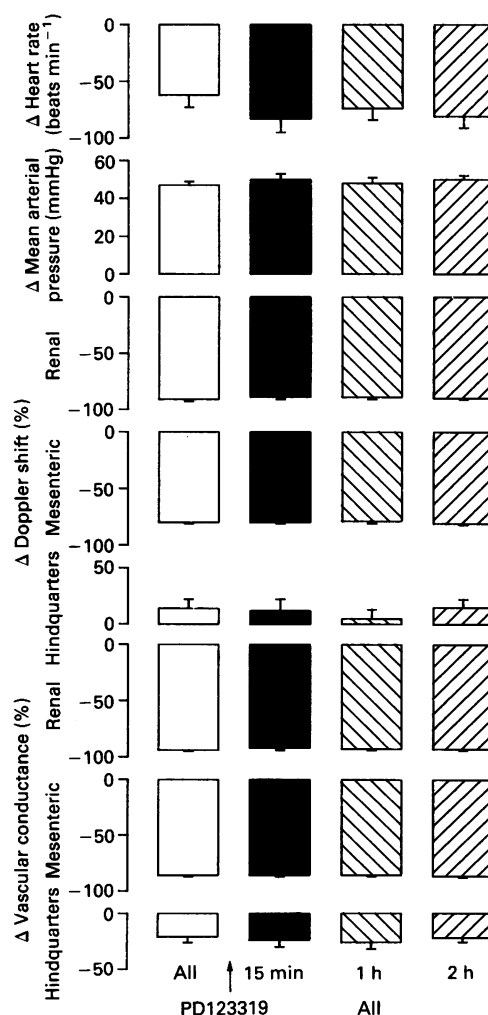 Δ Heart rate
(beats min⁻¹)
0
−50
−100
Δ Mean arterial
pressure (mmHg)
60
40
20
0
Δ Doppler shift (%)
Renal
0
−50
−100
Mesenteric
0
−50
−100
Hindquarters
50
0
Δ Vascular conductance (%)
Renal
0
−50
−100
Mesenteric
0
−50
−100
Hindquarters
0
−50
All
15 min
1 h
2 h
PD123319
All